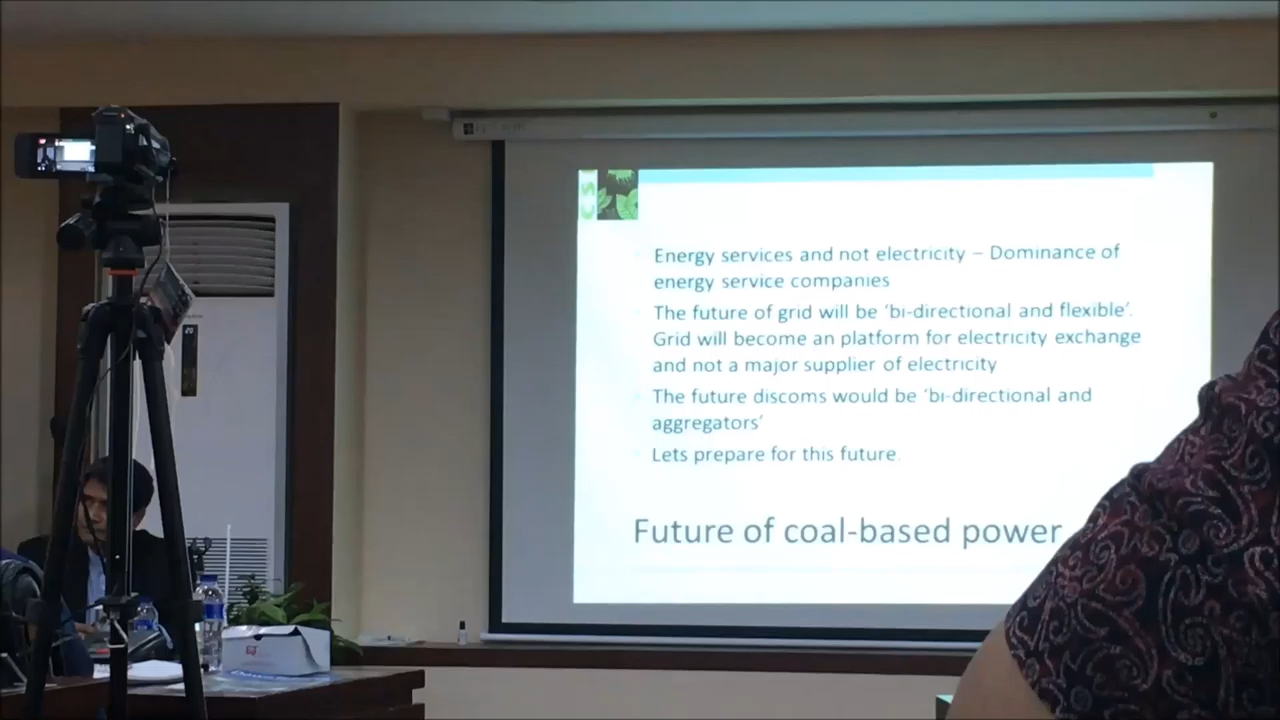 CS
Energy services and not electricity – Dominance of
energy service companies
The future of grid will be ‘bi-directional and flexible’.
Grid will become an platform for electricity exchange
and not a major supplier of electricity
The future discoms would be ‘bi-directional and
aggregators’
Lets prepare for this future.
Future of coal-based power
20